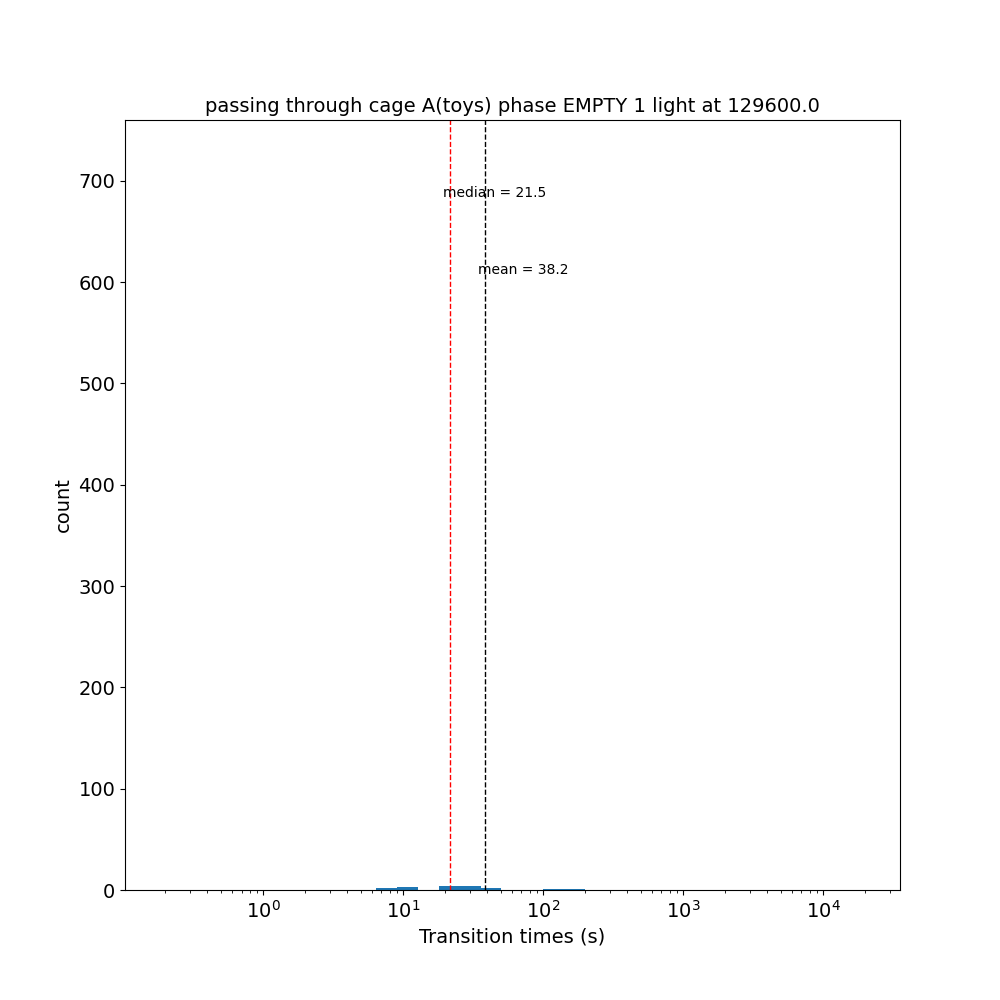 passing through cage A(toys) phase EMPTY 1 light at 129600.0
700
median = 21.5
mean = 38.2
600
500
400
count
300
200
100
0
10^0 10^1 10^2 10^3 10^4
Transition times (s)